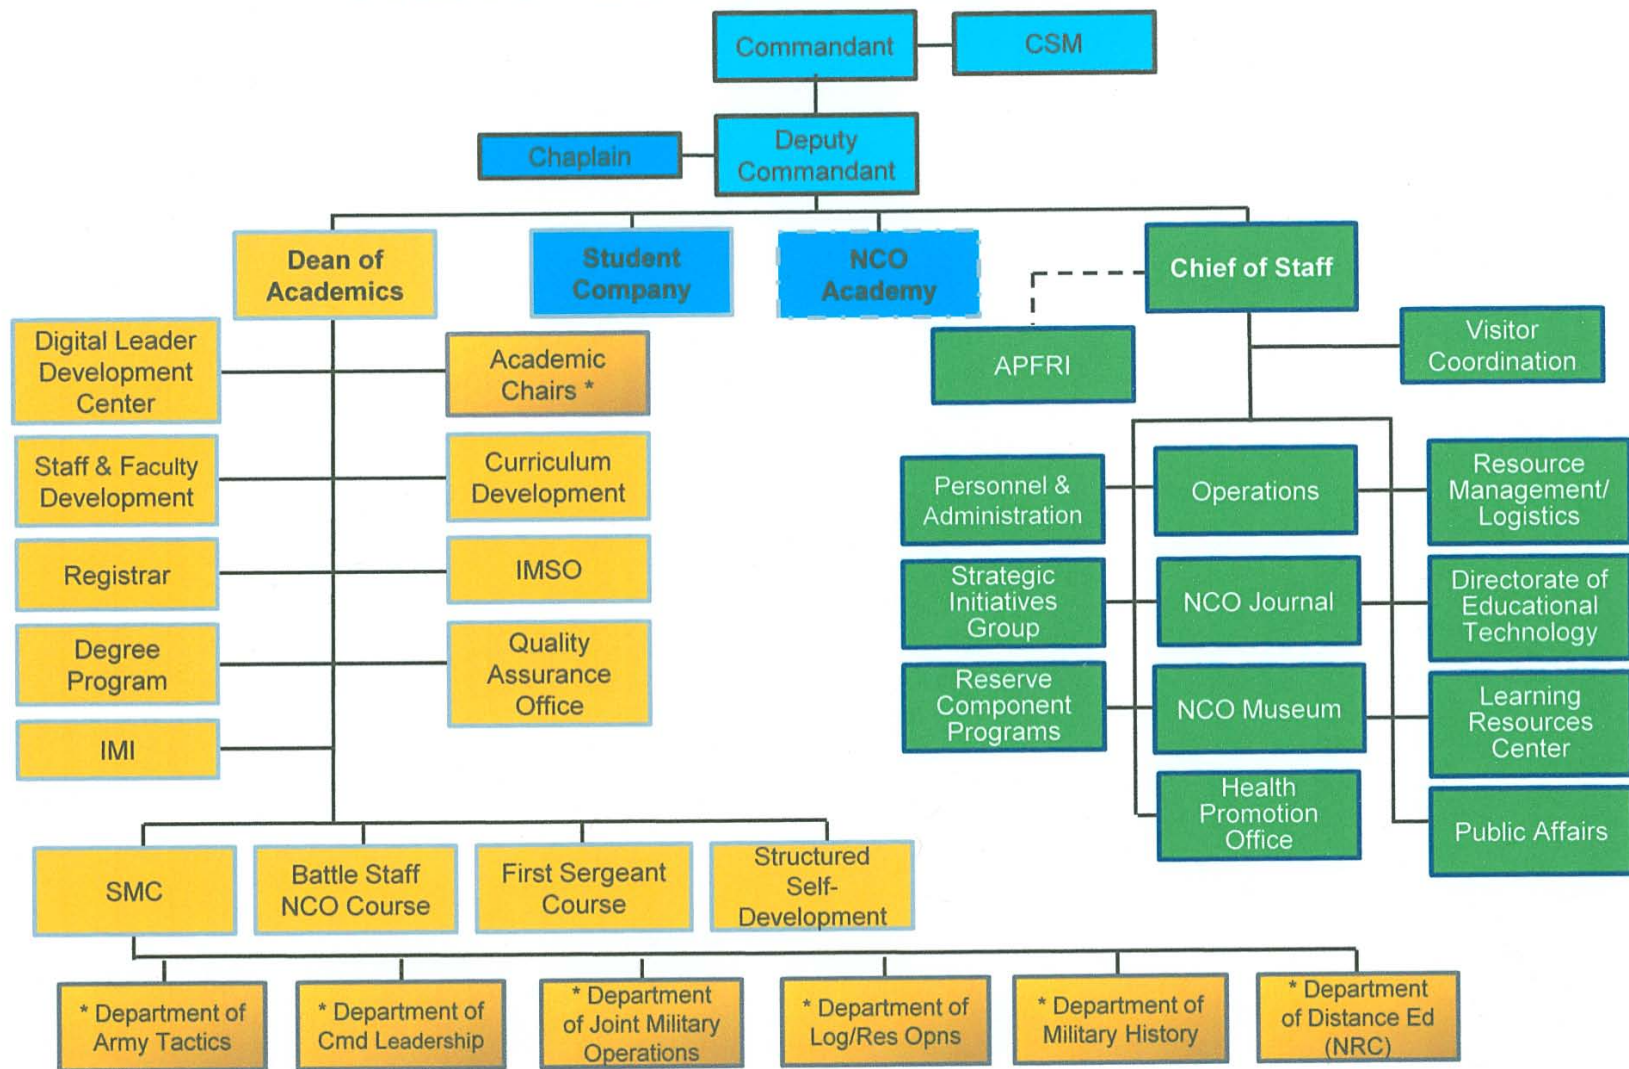 Commandant
CSM
Chaplain
Deputy
Commandant
Dean of
Academics
Student
Company
NCO
Academy
Chief of Staff
Digital Leader
Development
Center
Academic
Chairs *
APFRI
Visitor
Coordination
Staff & Faculty
Development
Curriculum
Development
Personnel &
Administration
Operations
Resource
Management/
Logistics
Registrar
IMSO
Strategic
Initiatives
Group
NCO Journal
Directorate of
Educational
Technology
Degree
Program
Quality
Assurance
Office
Reserve
Component
Programs
NCO Museum
Learning
Resources
Center
IMI
Health
Promotion
Office
Public Affairs
SMC
Battle Staff
NCO Course
First Sergeant
Course
Structured
Self-
Development
* Department of
Army Tactics
* Department of
Cmd Leadership
* Department
of Joint Military
Operations
* Department of
Log/Res Opns
* Department of
Military History
* Department
of Distance Ed
(NRC)